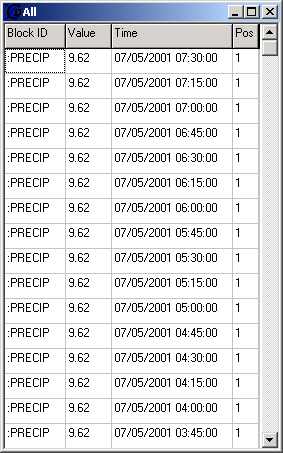 All
Block ID Value Time Pos
:PRECIP 9.62 07/05/2001 07:30:00 1
:PRECIP 9.62 07/05/2001 07:15:00 1
:PRECIP 9.62 07/05/2001 07:00:00 1
:PRECIP 9.62 07/05/2001 06:45:00 1
:PRECIP 9.62 07/05/2001 06:30:00 1
:PRECIP 9.62 07/05/2001 06:15:00 1
:PRECIP 9.62 07/05/2001 06:00:00 1
:PRECIP 9.62 07/05/2001 05:45:00 1
:PRECIP 9.62 07/05/2001 05:30:00 1
:PRECIP 9.62 07/05/2001 05:15:00 1
:PRECIP 9.62 07/05/2001 05:00:00 1
:PRECIP 9.62 07/05/2001 04:45:00 1
:PRECIP 9.62 07/05/2001 04:30:00 1
:PRECIP 9.62 07/05/2001 04:15:00 1
:PRECIP 9.62 07/05/2001 04:00:00 1
:PRECIP 9.62 07/05/2001 03:45:00 1